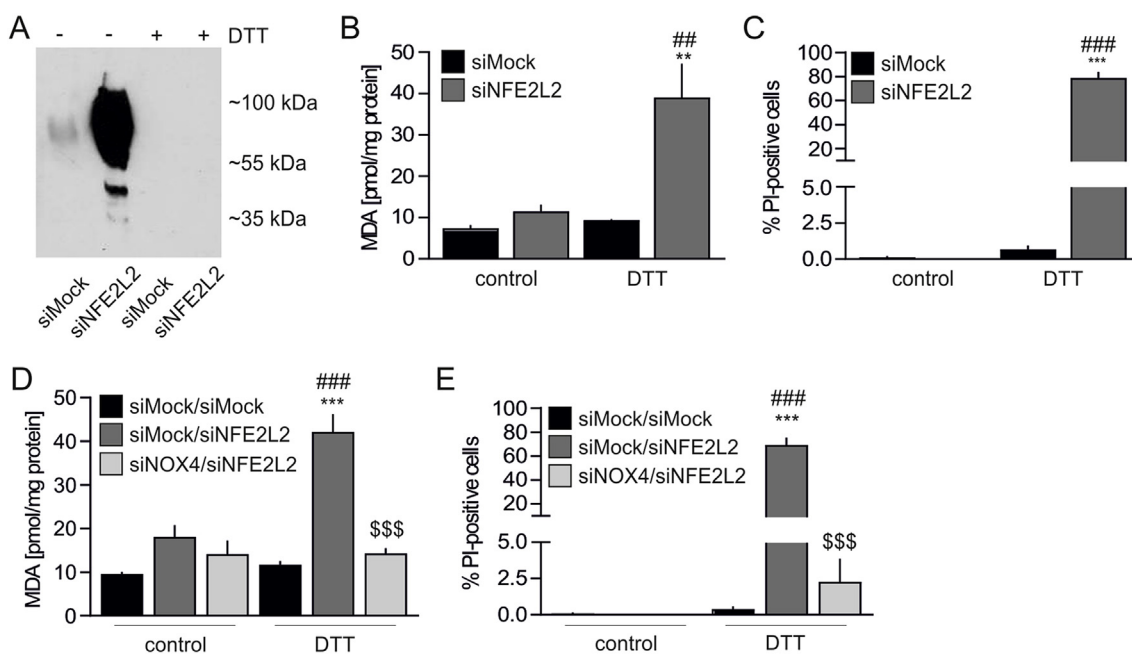 A
- - + + DTT
~100 kDa
~55 kDa
~35 kDa
siMock
siNFE2L2
siMock
siNFE2L2
B
MDA [pmol/mg protein]
50
40
30
20
10
0
siMock
siNFE2L2
##
**
control
DTT
C
% PI-positive cells
100
80
60
40
20
5.0
2.5
0.0
siMock
siNFE2L2
###
***
control
DTT
D
MDA [pmol/mg protein]
50
40
30
20
10
0
siMock/siMock
siMock/siNFE2L2
siNOX4/siNFE2L2
###
***
$$$
control
DTT
E
% PI-positive cells
100
80
60
40
20
5.0
2.5
0.0
siMock/siMock
siMock/siNFE2L2
siNOX4/siNFE2L2
###
***
$$$
control
DTT